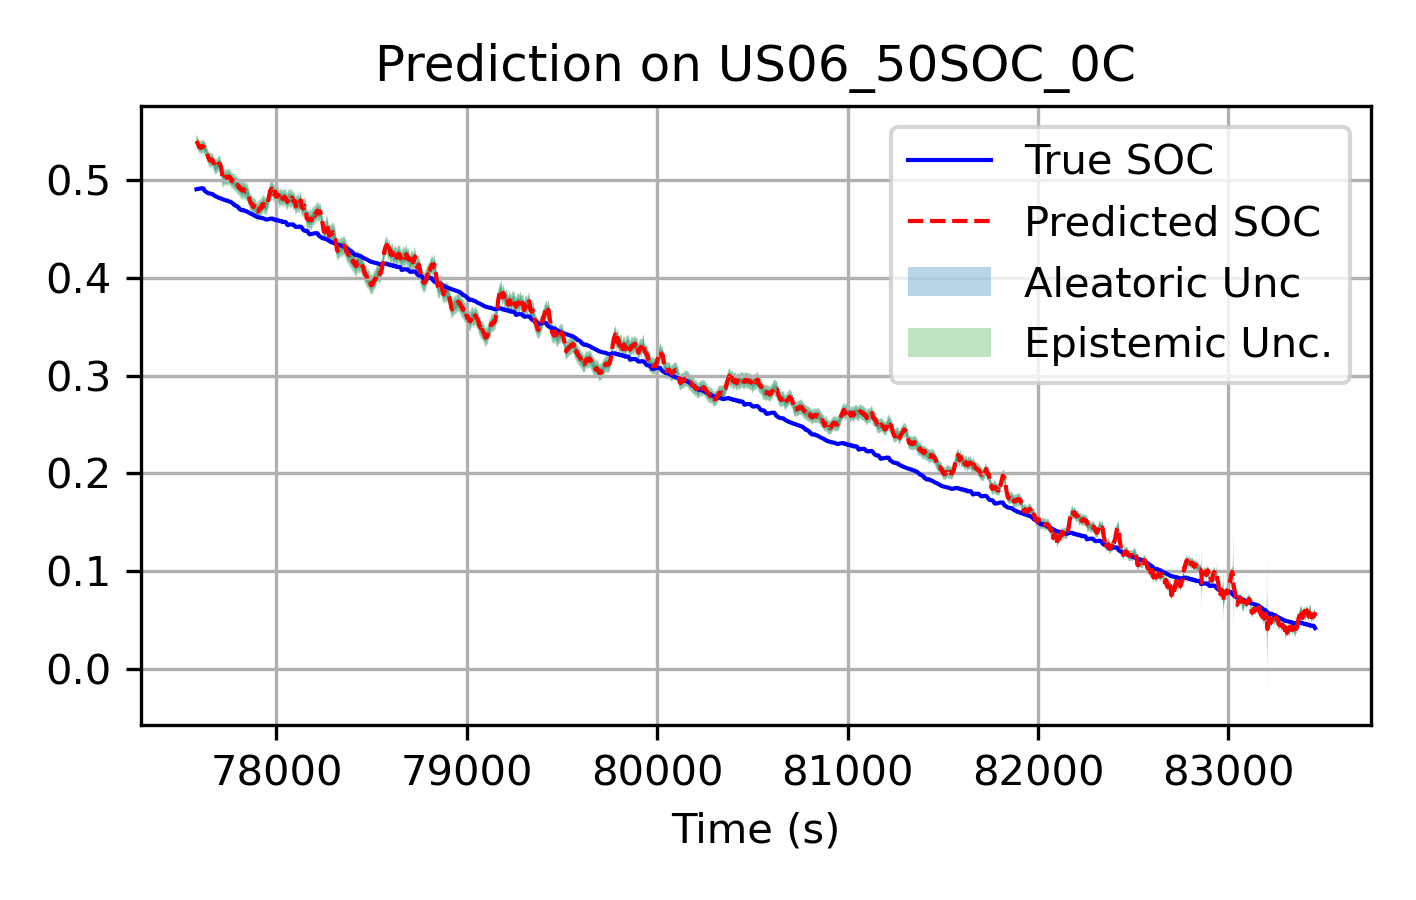 Prediction on US06_50SOC_0C
True SOC
Predicted SOC
Aleatoric Unc
Epistemic Unc.
0.5
0.4
0.3
0.2
0.1
0.0
78000 79000 80000 81000 82000 83000
Time (s)